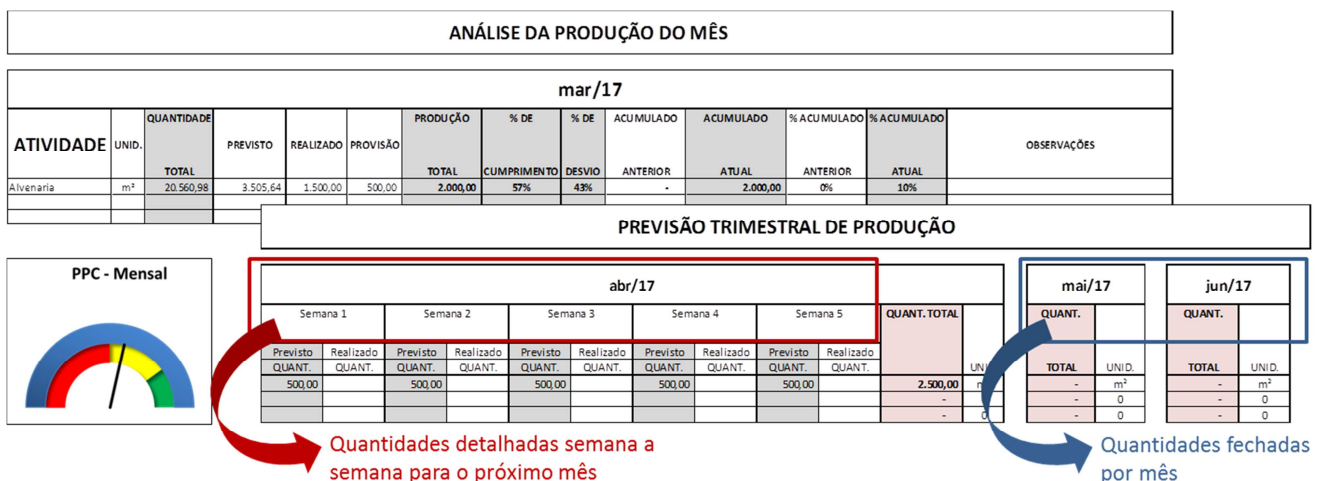 ANÁLISE DA PRODUÇÃO DO MÊS
mar/17
ATIVIDADE UNID. QUANTIDADE TOTAL PREVISTO REALIZADO PROVISÃO PRODUÇÃO TOTAL % DE CUMPRIMENTO % DE DESVIO ACUMULADO ANTERIOR ACUMULADO ATUAL % ACUMULADO ANTERIOR % ACUMULADO ATUAL OBSERVAÇÕES
Alvenaria m² 20.560,98 3.505,64 1.500,00 500,00 2.000,00 57% 43% - 2.000,00 0% 10%
PREVISÃO TRIMESTRAL DE PRODUÇÃO
PPC - Mensal
abr/17 mai/17 jun/17
Semana 1 Semana 2 Semana 3 Semana 4 Semana 5 QUANT. TOTAL QUANT. QUANT.
Previsto Realizado Previsto Realizado Previsto Realizado Previsto Realizado Previsto Realizado
QUANT. QUANT. QUANT. QUANT. QUANT. QUANT. QUANT. QUANT. QUANT. QUANT. TOTAL UNID. TOTAL UNID.
500,00 500,00 500,00 500,00 500,00 2.500,00 - m² - m²
- - 0 - 0
- - 0 - 0
Quantidades detalhadas semana a
semana para o próximo mês
Quantidades fechadas
por mês